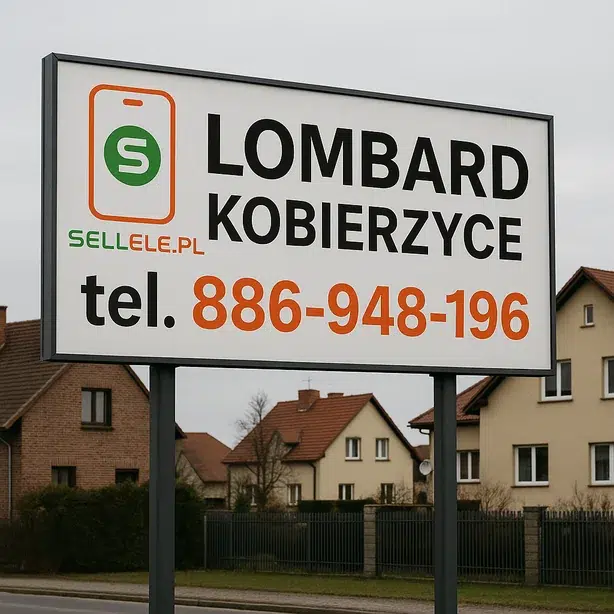 S
SELLELE.PL
LOMBARD
KOBIERZYCE
tel. 886-948-196